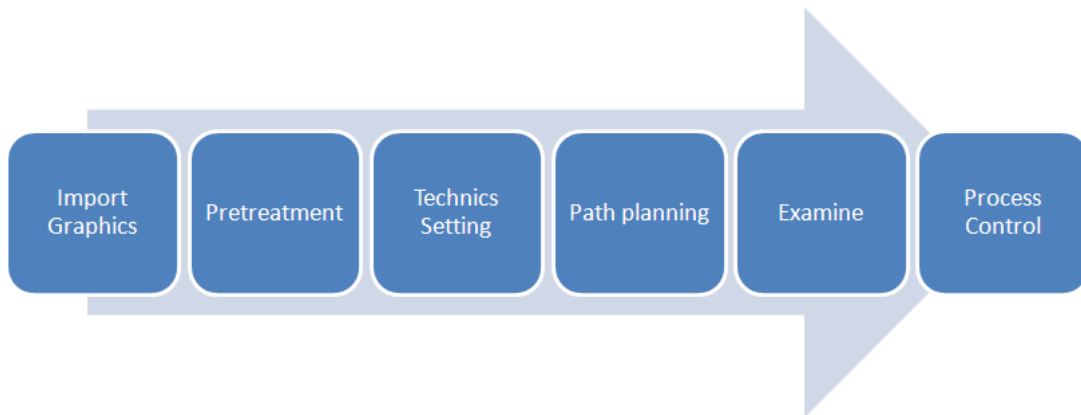 Import
Graphics
Pretreatment
Technics
Setting
Path planning
Examine
Process
Control